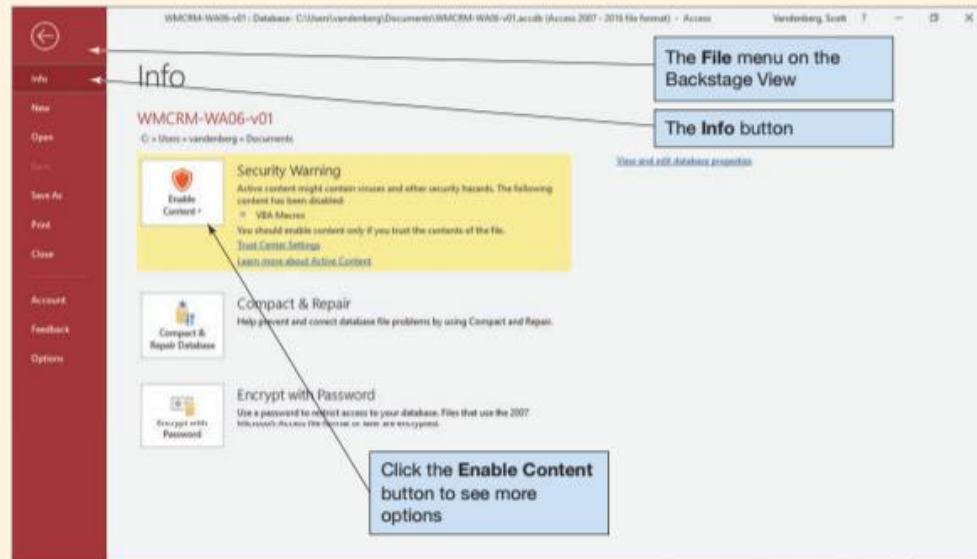 WMCRM-WA06-v01 : Database- C:\Users\vandenberg\Documents\WMCRM-WA06-v01.accdb (Access 2007 - 2016 file format) - Access
Vandenberg, Scott ?
Info
New
Open
Save
Save As
Print
Close
Account
Feedback
Options
Info
WMCRM-WA06-v01
C: » Users » vandenberg » Documents
Enable
Content
Security Warning
Active content might contain viruses and other security hazards. The following
content has been disabled:
VBA Macros
You should enable content only if you trust the contents of the file.
Trust Center Settings
Learn more about Active Content
View and edit database properties
Compact &
Repair Database
Compact & Repair
Help prevent and correct database file problems by using Compact and Repair.
Encrypt with
Password
Encrypt with Password
Use a password to restrict access to your database. Files that use the 2007
Microsoft Access file format or later are encrypted.
The File menu on the
Backstage View
The Info button
Click the Enable Content
button to see more
options